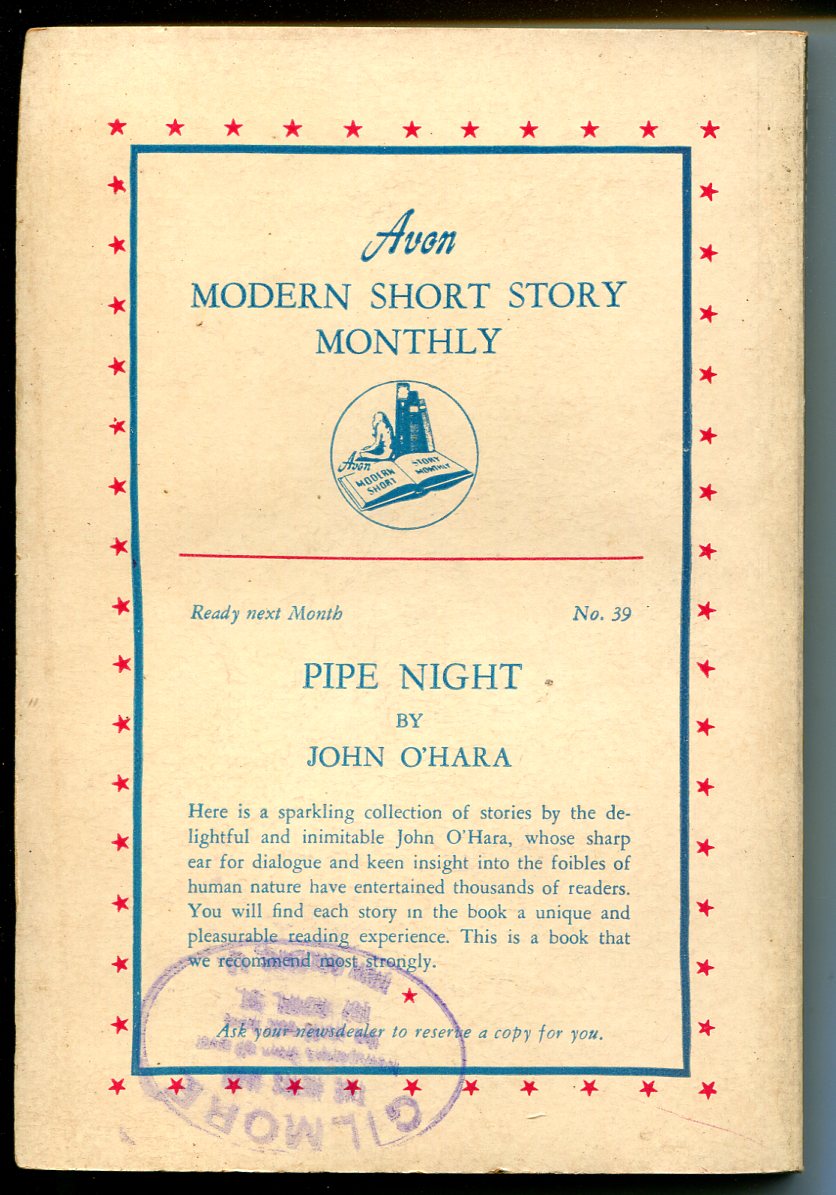 Avon
MODERN SHORT STORY
MONTHLY
Avon
MODERN
SHORT
STORY
MONTHLY
Ready next Month No. 39
PIPE NIGHT
BY
JOHN O'HARA
Here is a sparkling collection of stories by the de-
lightful and inimitable John O'Hara, whose sharp
ear for dialogue and keen insight into the foibles of
human nature have entertained thousands of readers.
You will find each story in the book a unique and
pleasurable reading experience. This is a book that
we recommend most strongly.
Ask your newsdealer to reserve a copy for you.
GILMORE